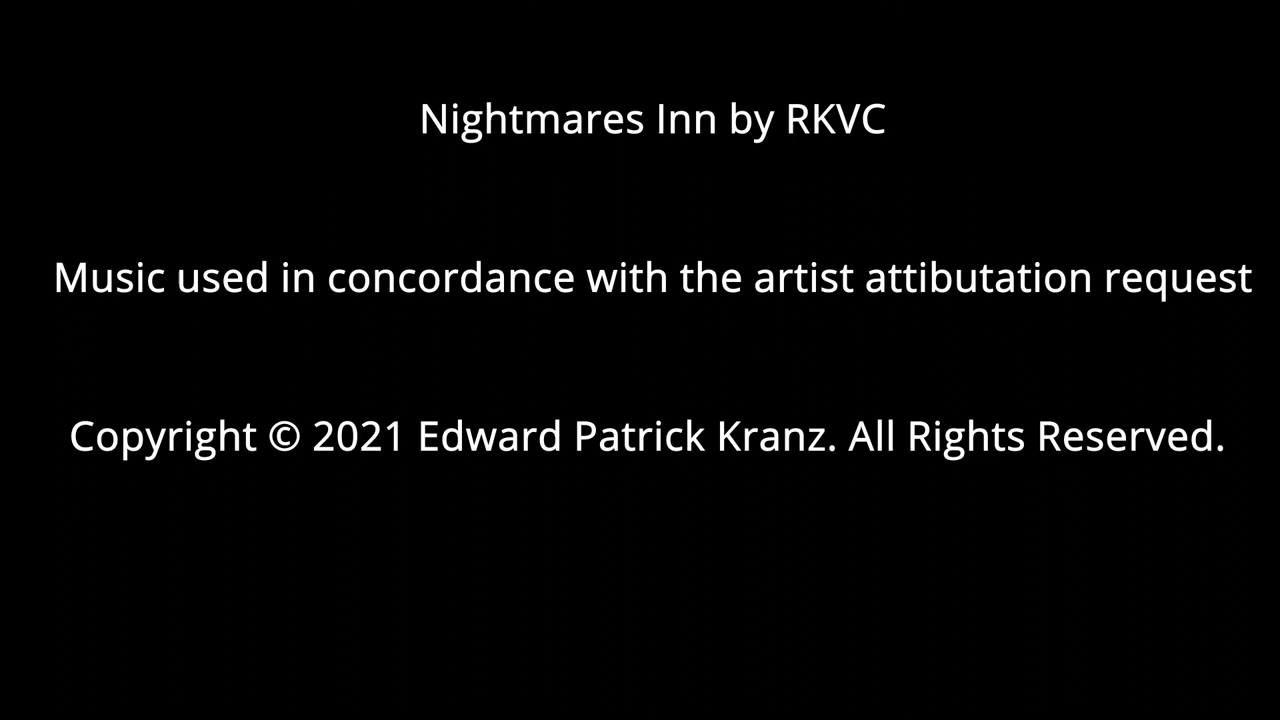 Nightmares Inn by RKVC
Music used in concordance with the artist attibutation request
Copyright © 2021 Edward Patrick Kranz. All Rights Reserved.